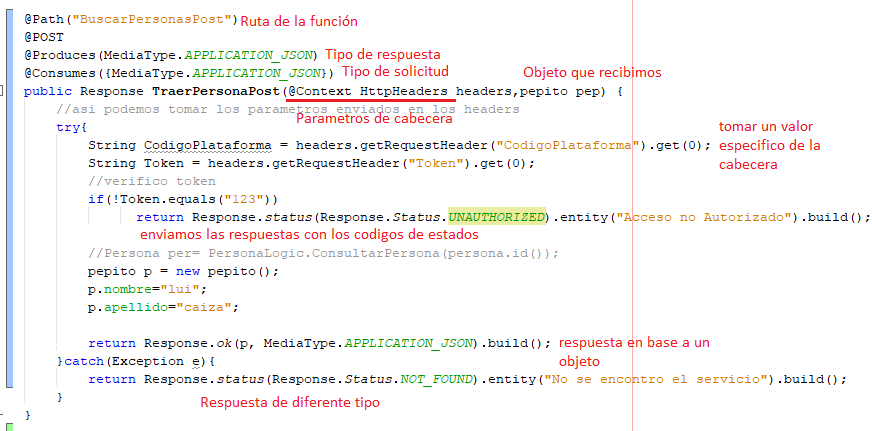 @Path("BuscarPersonasPost") Ruta de la función
@POST
@Produces(MediaType.APPLICATION_JSON) Tipo de respuesta
@Consumes({MediaType.APPLICATION_JSON}) Tipo de solicitud Objeto que recibimos
public Response TraerPersonaPost(@Context HttpHeaders headers,pepito pep) {
//asi podemos tomar los parametros enviados en los headers
Parametros de cabecera
try{
String CodigoPlataforma = headers.getRequestHeader("CodigoPlataforma").get(0);
String Token = headers.getRequestHeader("Token").get(0);
tomar un valor
especifico de la
cabecera
//verifico token
if(!Token.equals("123"))
return Response.status(Response.Status.UNAUTHORIZED).entity("Acceso no Autorizado").build();
enviamos las respuestas con los codigos de estados
//Persona per= PersonaLogic.ConsultarPersona(persona.id());
pepito p = new pepito();
p.nombre="lui";
p.apellido="caiza";
return Response.ok(p, MediaType.APPLICATION_JSON).build();
respuesta en base a un
objeto
}catch(Exception e){
return Response.status(Response.Status.NOT_FOUND).entity("No se encontro el servicio").build();
}
Respuesta de diferente tipo
}